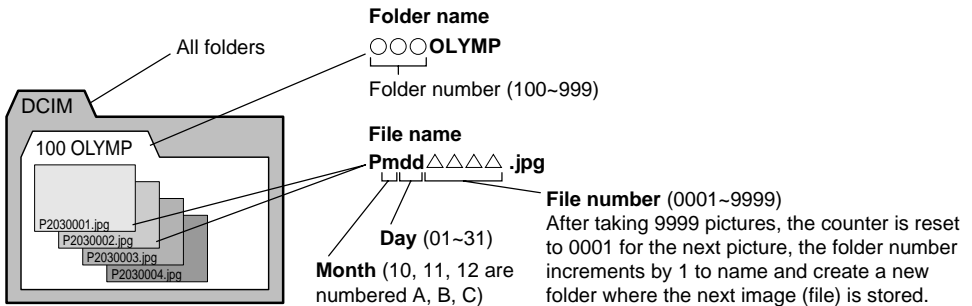 Folder name
○○○OLYMP
Folder number (100~999)
All folders
DCIM
100 OLYMP
P2030001.jpg
P2030002.jpg
P2030003.jpg
P2030004.jpg
File name
Pmdd△△△△ .jpg
Day (01~31)
Month (10, 11, 12 are
numbered A, B, C)
File number (0001~9999)
After taking 9999 pictures, the counter is reset
to 0001 for the next picture, the folder number
increments by 1 to name and create a new
folder where the next image (file) is stored.